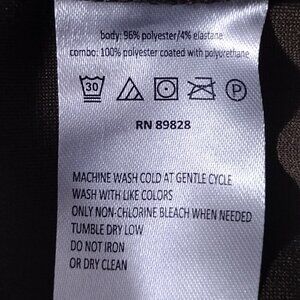 body: 96% polyester/4% elastane
combo: 100% polyester coated with polyurethane
30 P
RN 89828
MACHINE WASH COLD AT GENTLE CYCLE
WASH WITH LIKE COLORS
ONLY NON-CHLORINE BLEACH WHEN NEEDED
TUMBLE DRY LOW
DO NOT IRON
OR DRY CLEAN